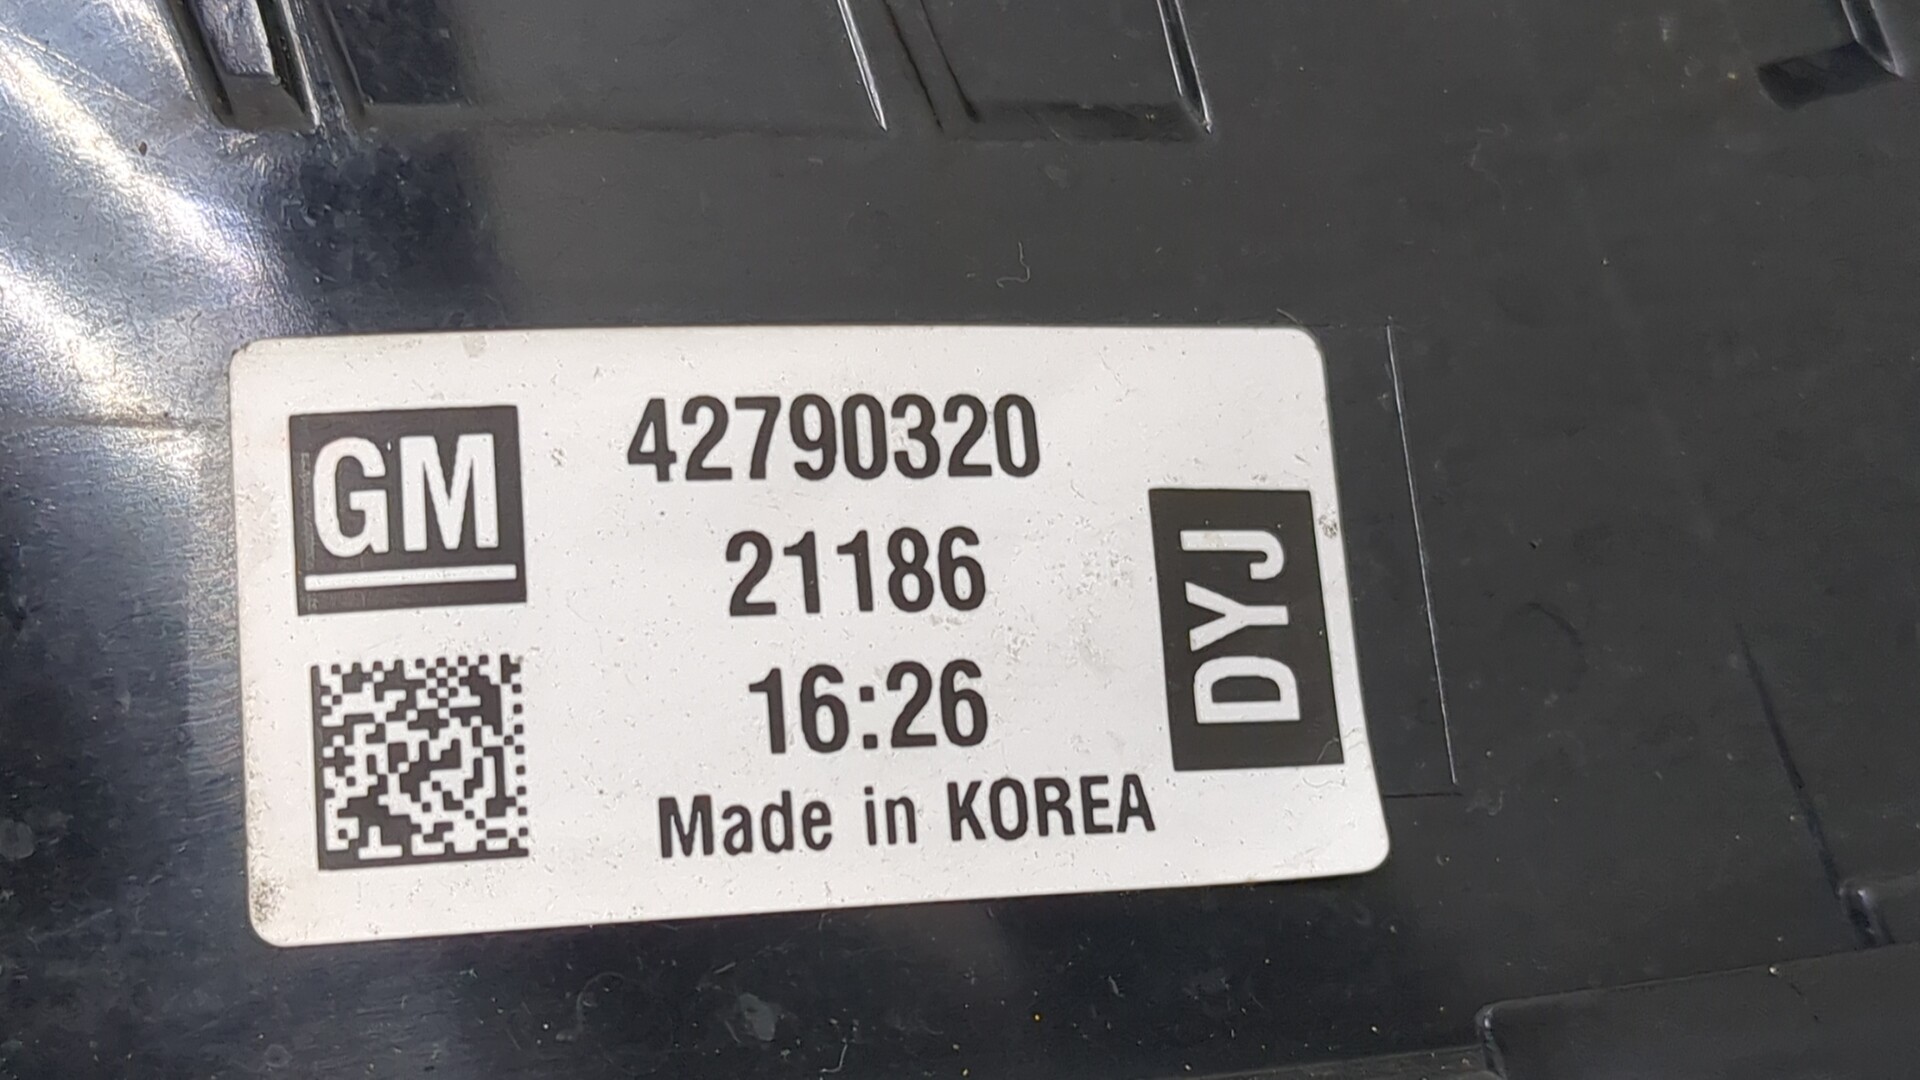 GM
42790320
21186
16:26
Made in KOREA
DYJ